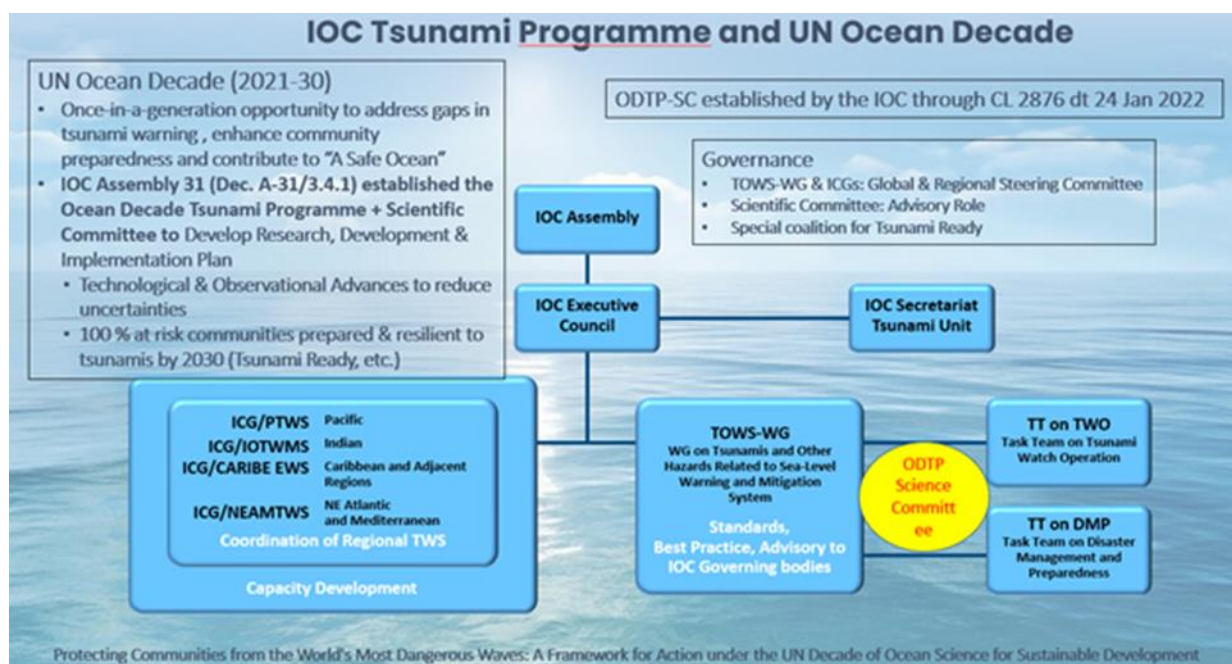 IOC Tsunami Programme and UN Ocean Decade
UN Ocean Decade (2021-30)
• Once-in-a-generation opportunity to address gaps in
tsunami warning , enhance community
preparedness and contribute to “A Safe Ocean”
• IOC Assembly 31 (Dec. A-31/3.4.1) established the
Ocean Decade Tsunami Programme + Scientific
Committee to Develop Research, Development &
Implementation Plan
• Technological & Observational Advances to reduce
uncertainties
• 100 % at risk communities prepared & resilient to
tsunamis by 2030 (Tsunami Ready, etc.)
ODTP-SC established by the IOC through CL 2876 dt 24 Jan 2022
Governance
• TOWS-WG & ICGs: Global & Regional Steering Committee
• Scientific Committee: Advisory Role
• Special coalition for Tsunami Ready
IOC Assembly
IOC Executive
Council
IOC Secretariat
Tsunami Unit
ICG/PTWS Pacific
ICG/IOTWMS Indian
ICG/CARIBE EWS Caribbean and Adjacent
Regions
ICG/NEAMTWS NE Atlantic
and Mediterranean
Coordination of Regional TWS
Capacity Development
TOWS-WG
WG on Tsunamis and Other
Hazards Related to Sea-Level
Warning and Mitigation
System
Standards,
Best Practice, Advisory to
IOC Governing bodies
ODTP
Science
Committ
ee
TT on TWO
Task Team on Tsunami
Watch Operation
TT on DMP
Task Team on Disaster
Management and
Preparedness
Protecting Communities from the World's Most Dangerous Waves: A Framework for Action under the UN Decade of Ocean Science for Sustainable Development